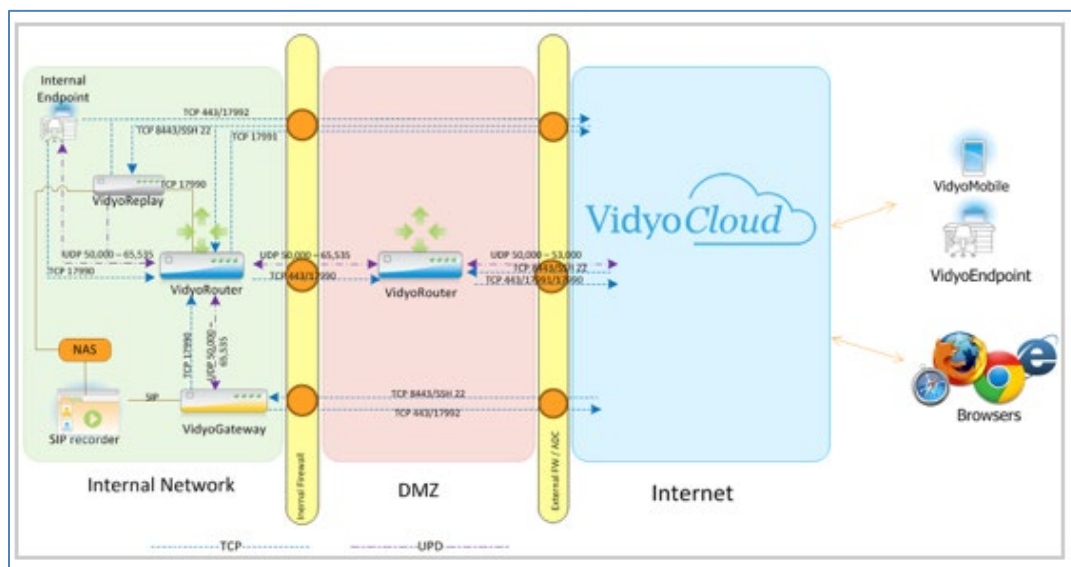 Internal
Endpoint
TCP 443/17992
TCP 8443/SSH 22
TCP 17991
TCP 17990
VidyoReplay
UDP 50,000 – 65,535
TCP 17990
VidyoRouter
UDP 50,000 – 65,535
TCP 443/17990
VidyoRouter
UDP 50,000 – 53,000
TCP 8443/SSH 22
TCP 443/17991/17990
VidyoCloud
VidyoMobile
VidyoEndpoint
Browsers
TCP 17990
UDP 50,000 –
65,535
NAS
SIP
SIP recorder
VidyoGateway
TCP 8443/SSH 22
TCP 443/17992
Inernal Firewall
External FW / ADC
Internal Network
DMZ
Internet
TCP
UPD